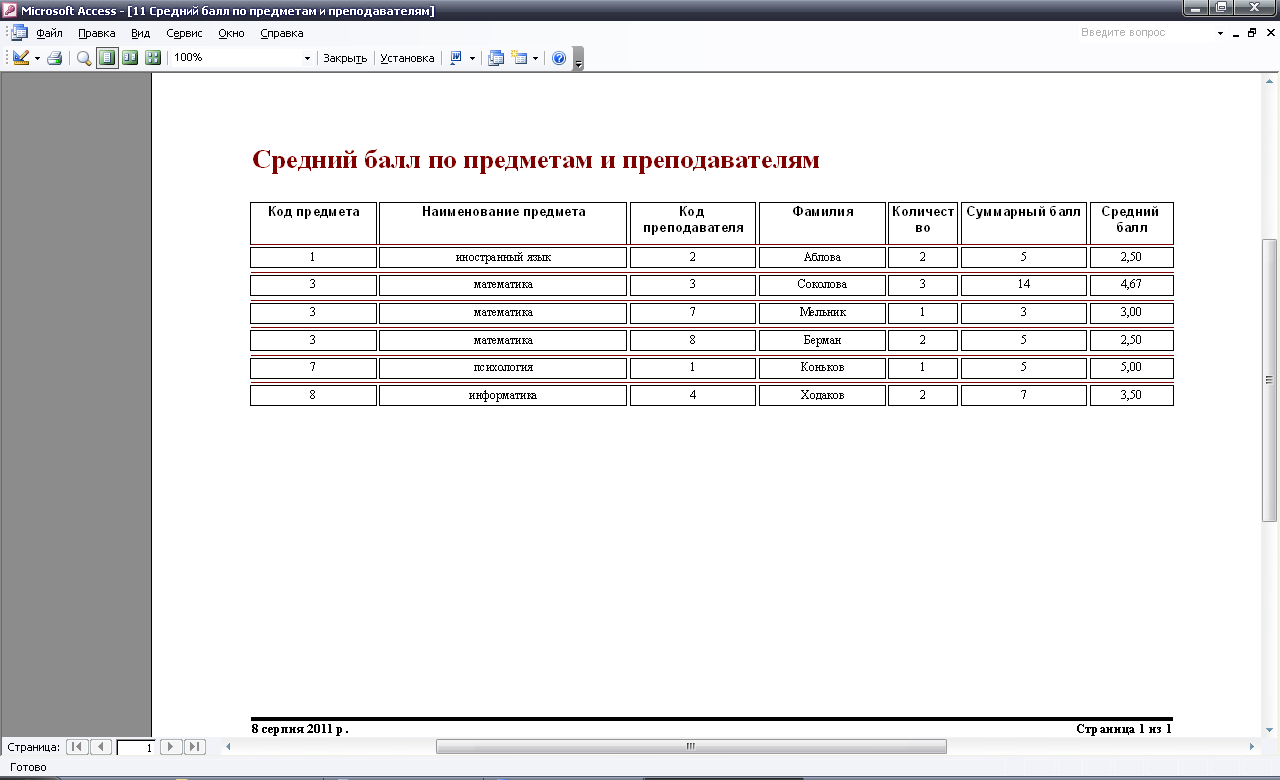 Microsoft Access - [11 Средний балл по предметам и преподавателям]
Файл Правка Вид Сервис Окно Справка Введите вопрос
100% Закрыть Установка
Средний балл по предметам и преподавателям
Код предмета Наименование предмета Код преподавателя Фамилия Количество Суммарный балл Средний балл
1 иностранный язык 2 Аблова 2 5 2,50
3 математика 3 Соколова 3 14 4,67
3 математика 7 Мельник 1 3 3,00
3 математика 8 Берман 2 5 2,50
7 психология 1 Коньков 1 5 5,00
8 информатика 4 Ходаков 2 7 3,50
8 серпня 2011 р. Страница 1 из 1
Страница: 1
Готово